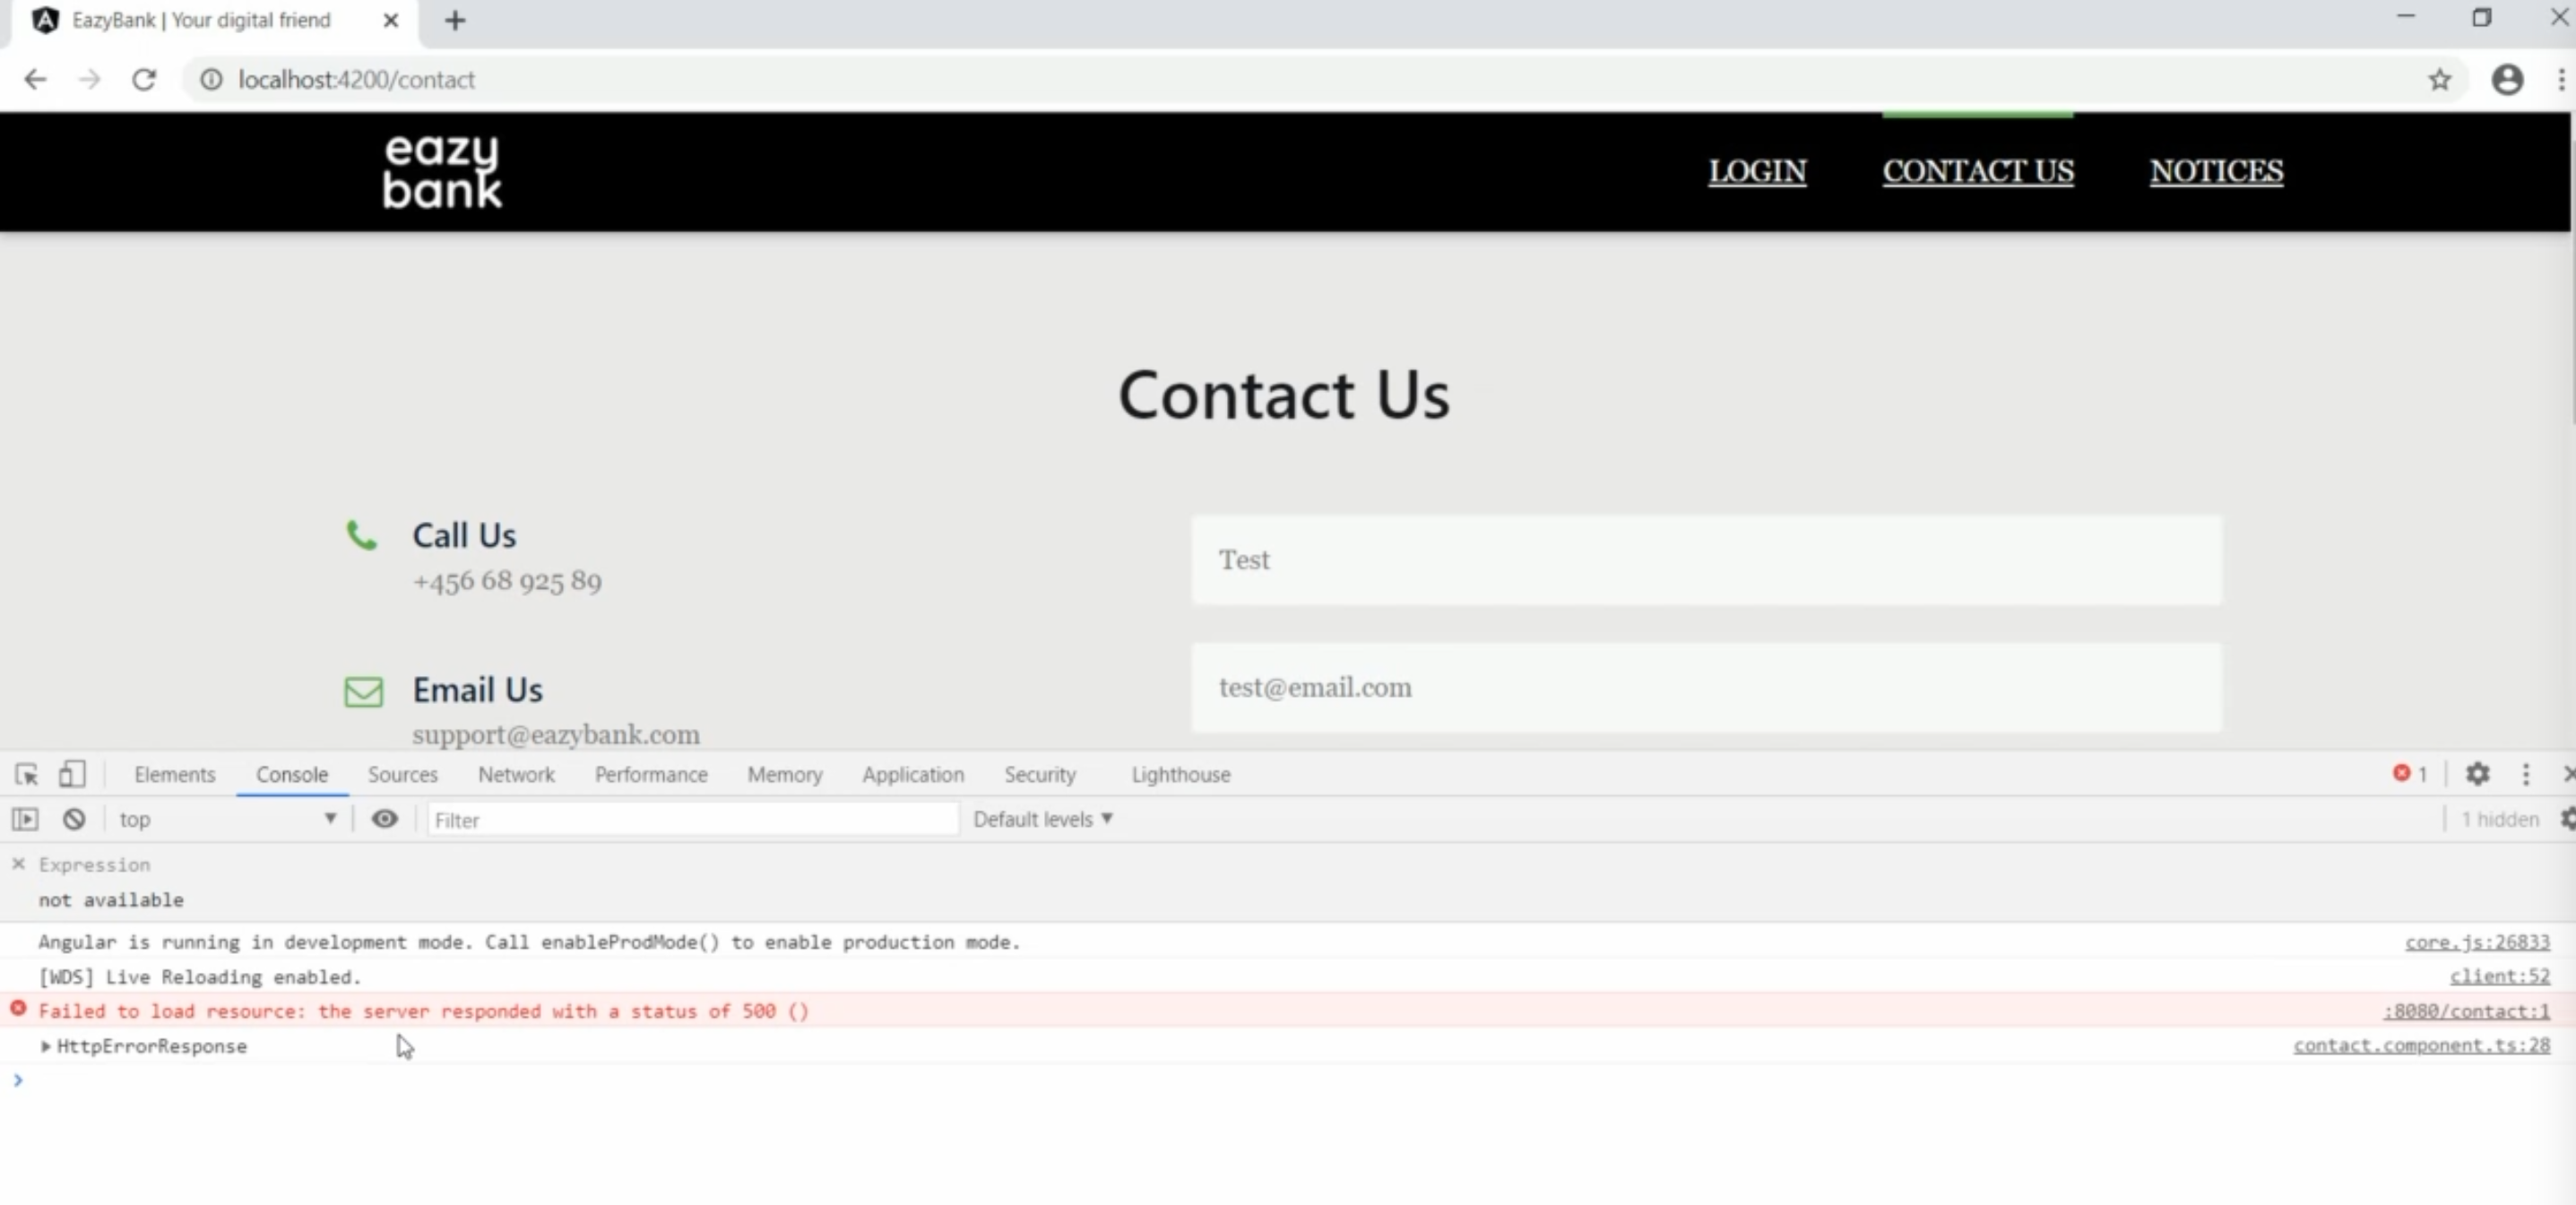 EazyBank | Your digital friend
localhost:4200/contact
eazy
bank
LOGIN
CONTACT US
NOTICES
Contact Us
Call Us
+456 68 925 89
Email Us
support@eazybank.com
Test
test@email.com
Elements Console Sources Network Performance Memory Application Security Lighthouse 1
top Filter Default levels 1 hidden
Expression
not available
Angular is running in development mode. Call enableProdMode() to enable production mode. core.js:26833
[WDS] Live Reloading enabled. client:52
Failed to load resource: the server responded with a status of 500 () :8080/contact:1
HttpErrorResponse contact.component.ts:28